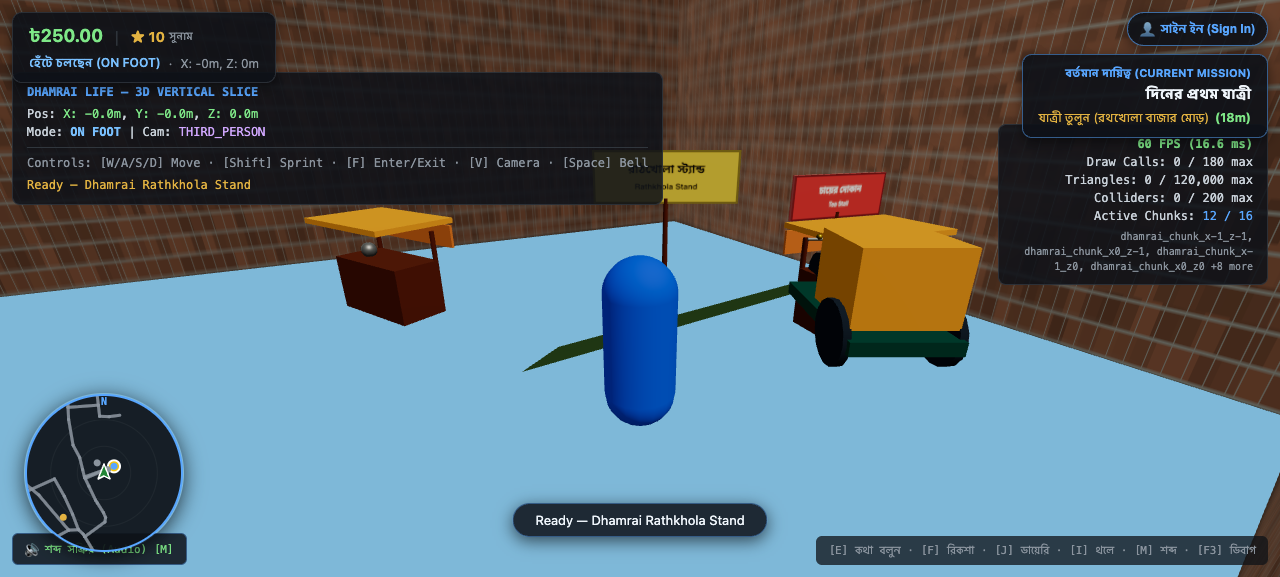 ৳250.00 | ⭐ 10 সুনাম
হেঁটে চলছেন (ON FOOT) · X: -0m, Z: 0m
DHAMRAI LIFE — 3D VERTICAL SLICE
Pos: X: -0.0m, Y: -0.0m, Z: 0.0m
Mode: ON FOOT | Cam: THIRD_PERSON
Controls: [W/A/S/D] Move · [Shift] Sprint · [F] Enter/Exit · [V] Camera · [Space] Bell
Ready — Dhamrai Rathkhola Stand
সাইন ইন (Sign In)
বর্তমান দায়িত্ব (CURRENT MISSION)
দিনের প্রথম যাত্রী
যাত্রী তুলুন (রথখোলা বাজার মোড়) (18m)
60 FPS (16.6 ms)
Draw Calls: 0 / 180 max
Triangles: 0 / 120,000 max
Colliders: 0 / 200 max
Active Chunks: 12 / 16
dhamrai_chunk_x-1_z-1,
dhamrai_chunk_x0_z-1, dhamrai_chunk_x-
1_z0, dhamrai_chunk_x0_z0 +8 more
স্ট্যান্ড
Rathkhola Stand
চায়ের দোকান
Tea Stall
N
Ready — Dhamrai Rathkhola Stand
শব্দ [M]
[E] কথা বলুন · [F] রিকশা · [J] ডায়েরি · [I] থলে · [M] শব্দ · [F3] ডিবাগ